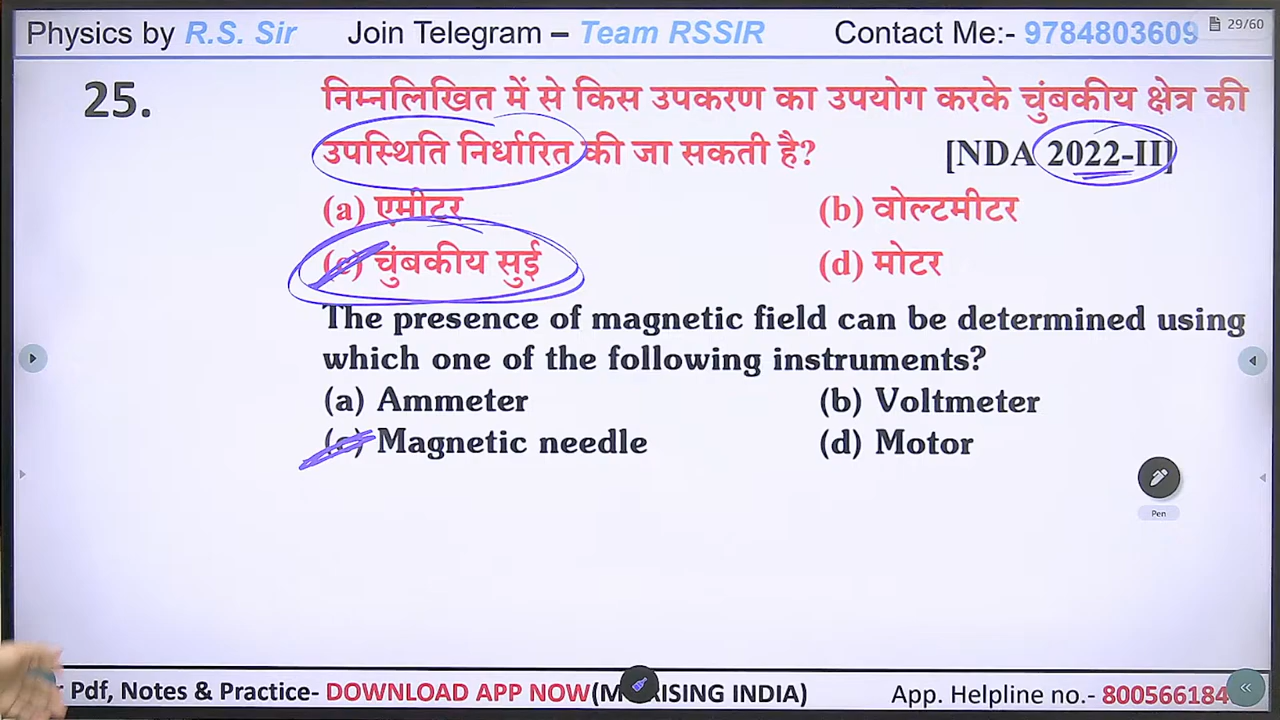 Physics by R.S. Sir Join Telegram – Team RSSIR Contact Me:- 9784803609 29/60
25. निम्नलिखित में से किस उपकरण का उपयोग करके चुंबकीय क्षेत्र की
उपस्थिति निर्धारित की जा सकती है? [NDA 2022-II]
(a) एमीटर (b) वोल्टमीटर
(c) चुंबकीय सुई (d) मोटर
The presence of magnetic field can be determined using
which one of the following instruments?
(a) Ammeter (b) Voltmeter
(c) Magnetic needle (d) Motor
Pen
Pdf, Notes & Practice- DOWNLOAD APP NOW RISING INDIA) App. Helpline no.- 800566184